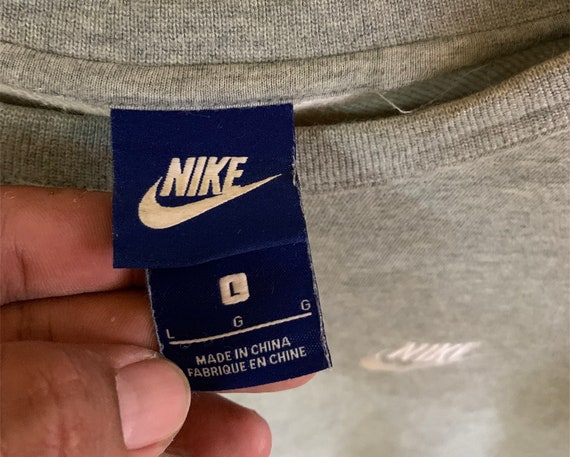 NIKE
L
L G G
MADE IN CHINA
FABRIQUE EN CHINE
NIKE